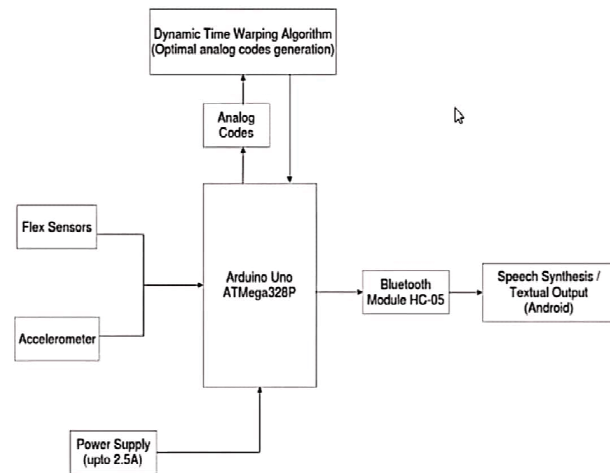 Dynamic Time Warping Algorithm
(Optimal analog codes generation)
Analog
Codes
Flex Sensors
Accelerometer
Arduino Uno
ATMega328P
Bluetooth
Module HC-05
Speech Synthesis /
Textual Output
(Android)
Power Supply
(upto 2.5A)